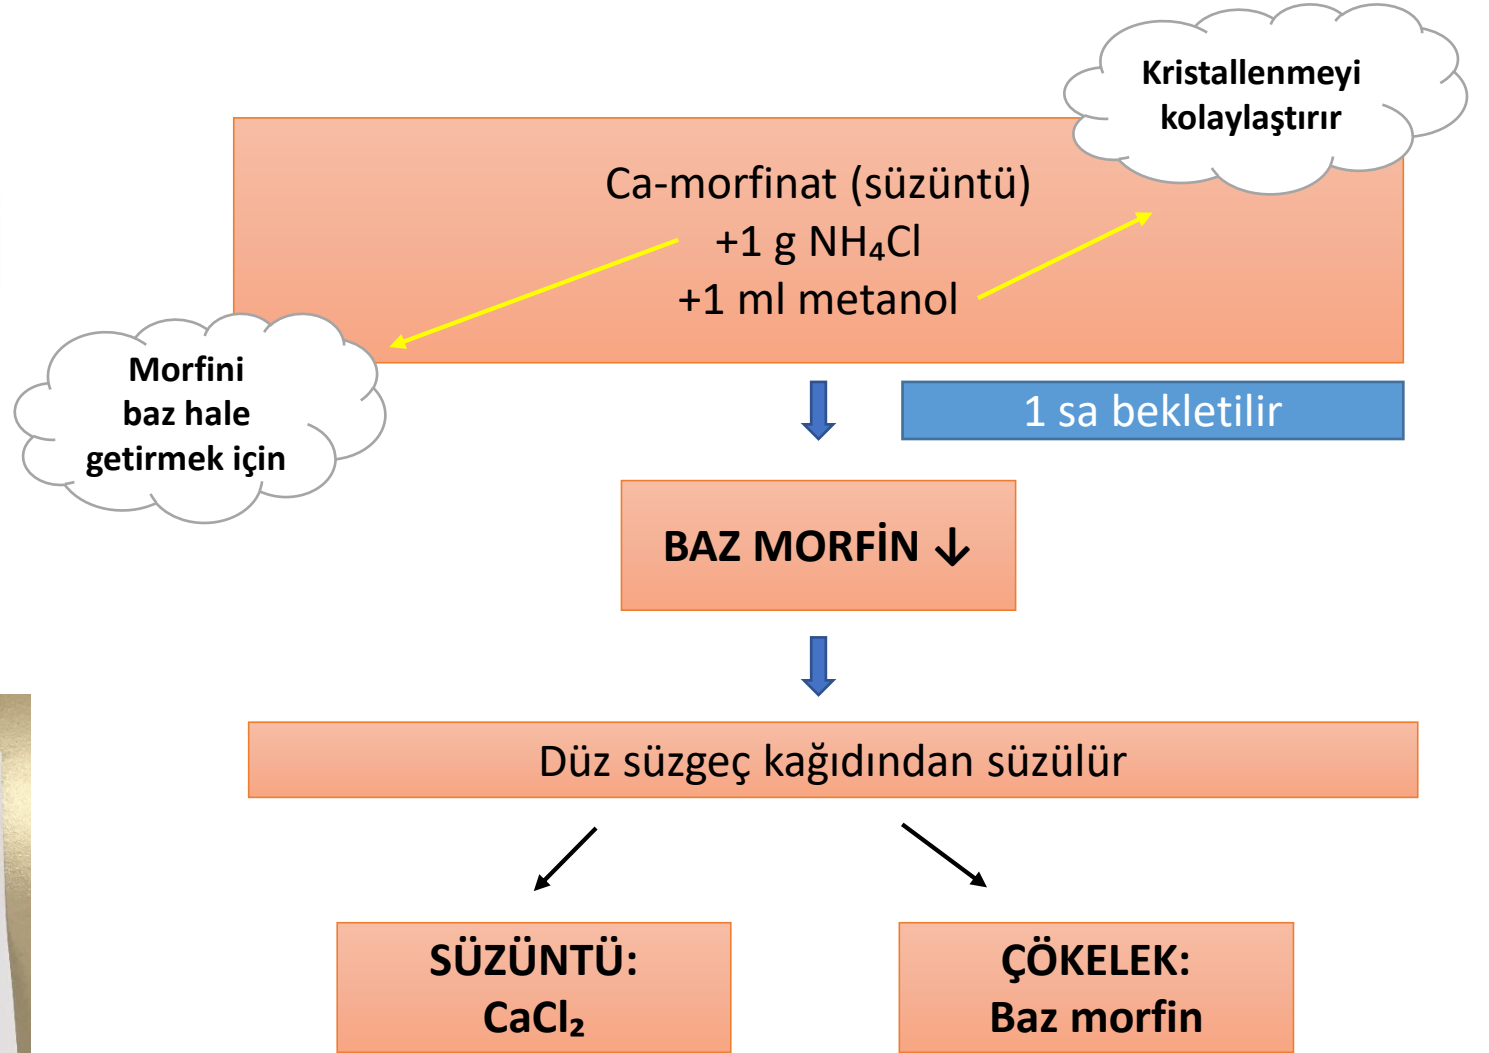 Kristallenmeyi
kolaylaştırır
Ca-morfinat (süzüntü)
+1 g NH₄Cl
+1 ml metanol
Morfini
baz hale
getirmek için
1 sa bekletilir
BAZ MORFİN ↓
Düz süzgeç kağıdından süzülür
SÜZÜNTÜ:
CaCl₂
ÇÖKELEK:
Baz morfin